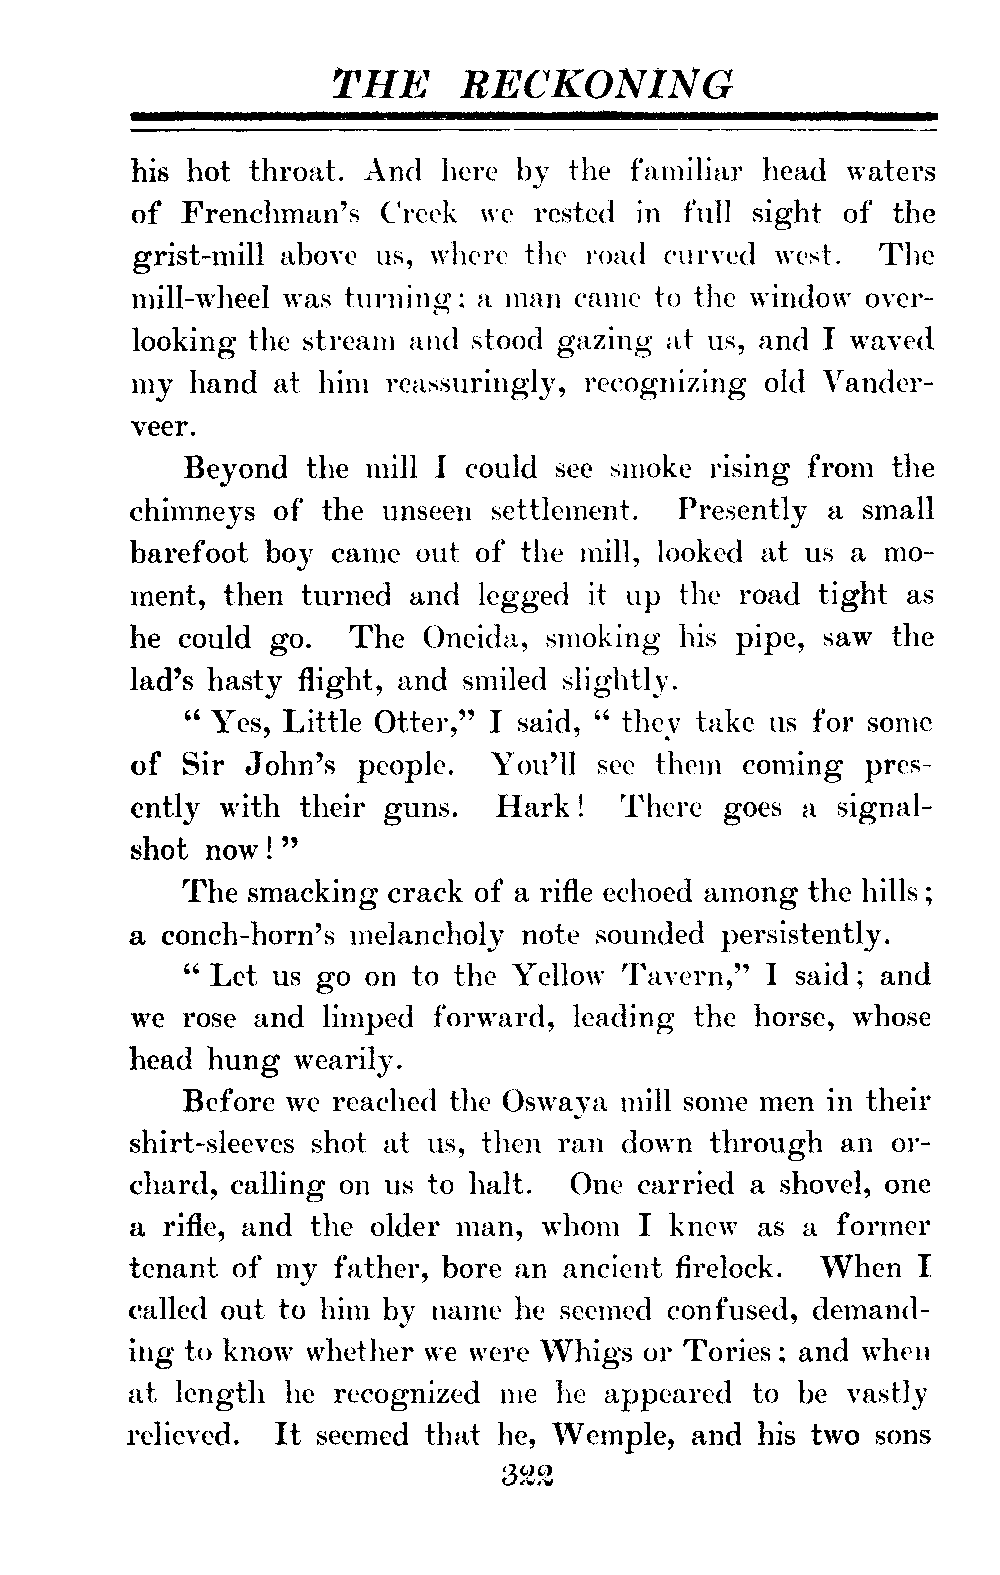 THE RECKONING
his hot throat. And here by the familiar head waters
of Frenchman's Creek we rested in full sight of the
grist-mill above us, where the road curved west. The
mill-wheel was turning; a man came to the window over-
looking the stream and stood gazing at us, and I waved
my hand at him reassuringly, recognizing old Vander-
veer.
Beyond the mill I could see smoke rising from the
chimneys of the unseen settlement. Presently a small
barefoot boy came out of the mill, looked at us a mo-
ment, then turned and legged it up the road tight as
he could go. The Oneida, smoking his pipe, saw the
lad's hasty flight, and smiled slightly.
“ Yes, Little Otter,” I said, “ they take us for some
of Sir John's people. You'll see them coming pres-
ently with their guns. Hark! There goes a signal-
shot now! ”
The smacking crack of a rifle echoed among the hills;
a conch-horn's melancholy note sounded persistently.
“ Let us go on to the Yellow Tavern,” I said; and
we rose and limped forward, leading the horse, whose
head hung wearily.
Before we reached the Oswaya mill some men in their
shirt-sleeves shot at us, then ran down through an or-
chard, calling on us to halt. One carried a shovel, one
a rifle, and the older man, whom I knew as a former
tenant of my father, bore an ancient firelock. When I
called out to him by name he seemed confused, demand-
ing to know whether we were Whigs or Tories; and when
at length he recognized me he appeared to be vastly
relieved. It seemed that he, Wemple, and his two sons
322